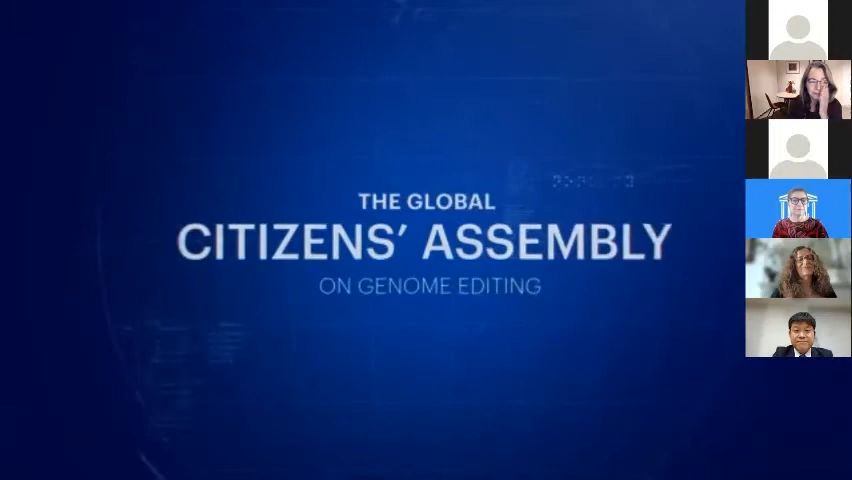 THE GLOBAL
CITIZENS’ ASSEMBLY
ON GENOME EDITING